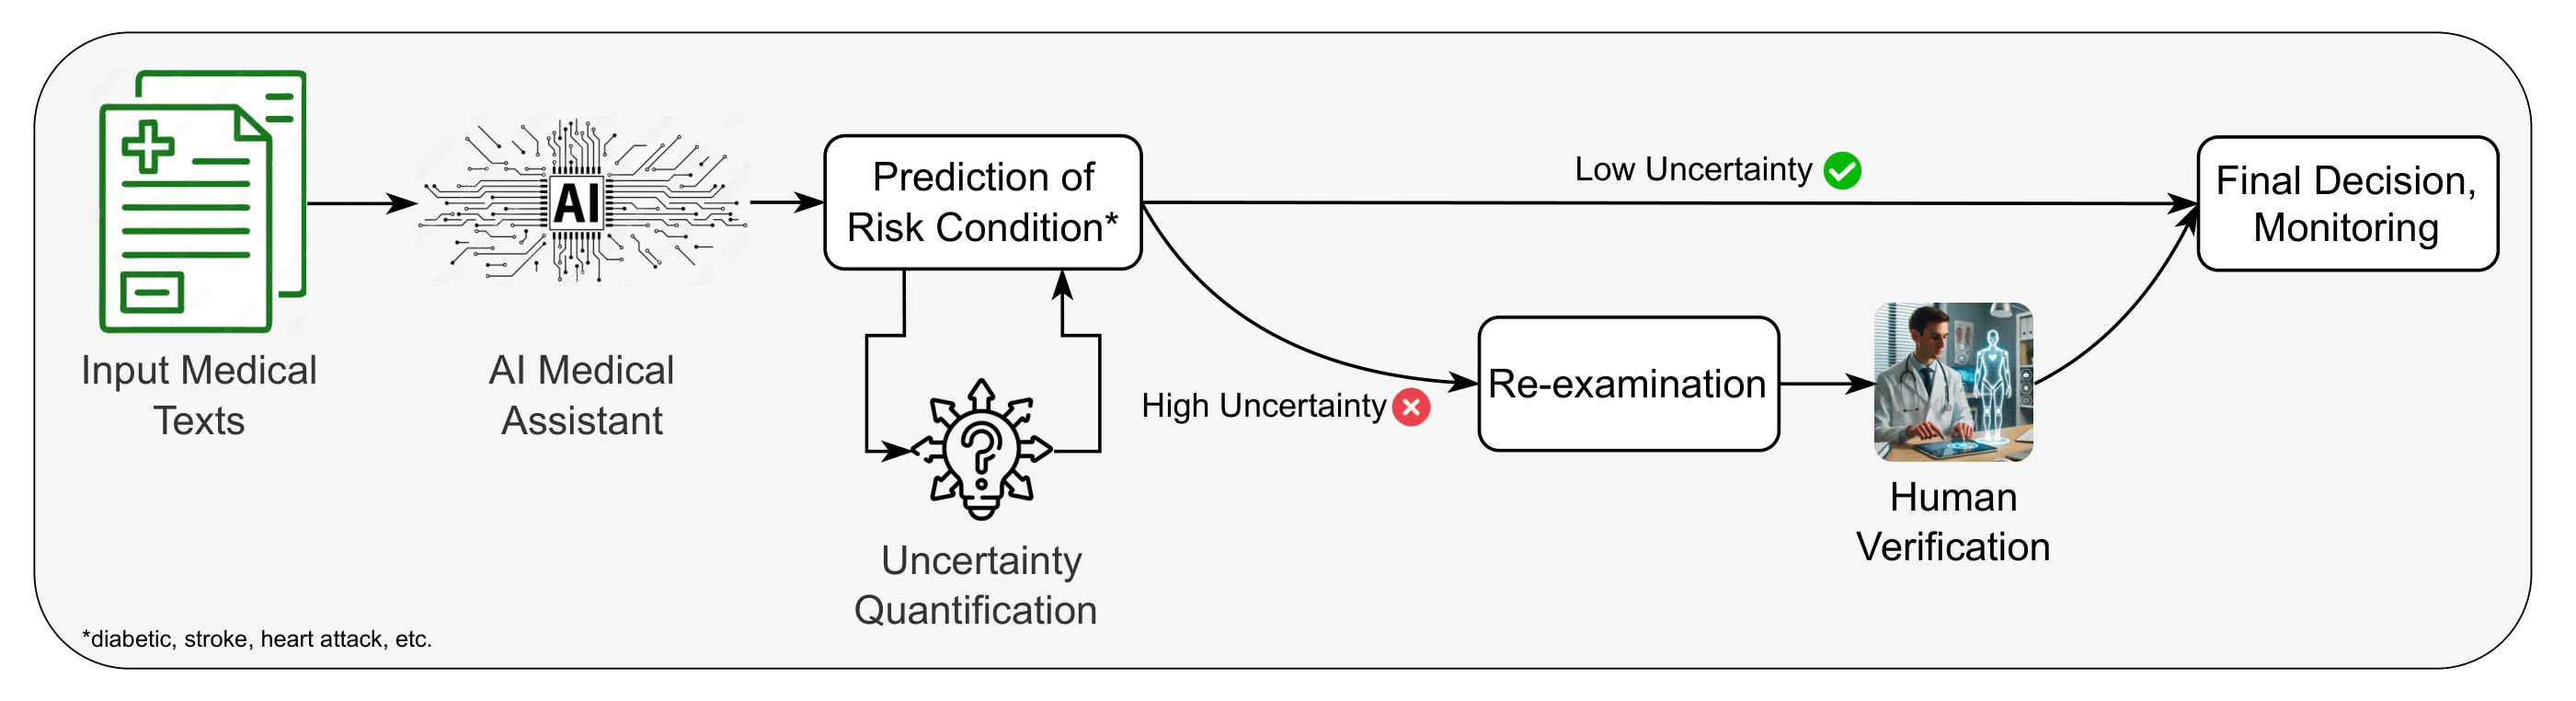 Input Medical
Texts
AI
AI Medical
Assistant
Prediction of
Risk Condition*
Uncertainty
Quantification
Low Uncertainty
High Uncertainty
Re-examination
Human
Verification
Final Decision,
Monitoring
*diabetic, stroke, heart attack, etc.